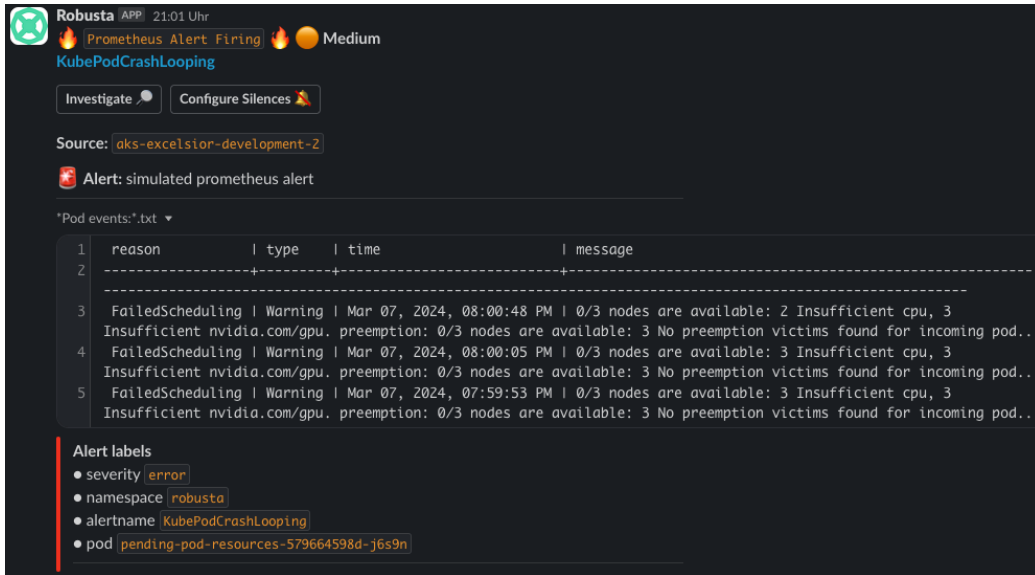 Robusta APP 21:01 Uhr
🔥 Prometheus Alert Firing 🔥 🟠 Medium
KubePodCrashLooping
Investigate 🔎 Configure Silences 🔕
Source: aks-excelsior-development-2
🚨 Alert: simulated prometheus alert
*Pod events:*.txt ▾
1 reason | type | time | message
2 ------------------+---------+---------------------------+---------------------------------------------------------
-----------------------------------------------------------------------------------------------------------
3 FailedScheduling | Warning | Mar 07, 2024, 08:00:48 PM | 0/3 nodes are available: 2 Insufficient cpu, 3
Insufficient nvidia.com/gpu. preemption: 0/3 nodes are available: 3 No preemption victims found for incoming pod..
4 FailedScheduling | Warning | Mar 07, 2024, 08:00:05 PM | 0/3 nodes are available: 3 Insufficient cpu, 3
Insufficient nvidia.com/gpu. preemption: 0/3 nodes are available: 3 No preemption victims found for incoming pod..
5 FailedScheduling | Warning | Mar 07, 2024, 07:59:53 PM | 0/3 nodes are available: 3 Insufficient cpu, 3
Insufficient nvidia.com/gpu. preemption: 0/3 nodes are available: 3 No preemption victims found for incoming pod..
Alert labels
● severity error
● namespace robusta
● alertname KubePodCrashLooping
● pod pending-pod-resources-579664598d-j6s9n